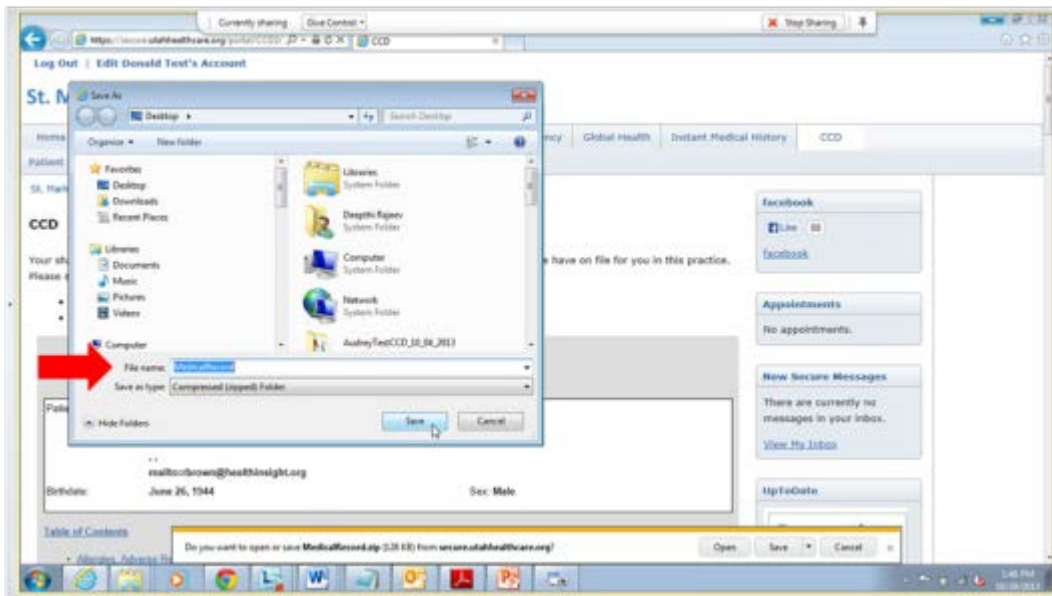 Currently sharing Give Control
Stop Sharing
CCD
Log Out | Edit Donald Test's Account
St. M
Save As
Desktop
Search Desktop
Home
Organize New folder
Global Health Instant Medical History CCD
Patient
Favorites
Desktop
Downloads
Recent Places
Libraries
Documents
Music
Pictures
Videos
Computer
Libraries
System Folder
Deepthi Rajeev
System Folder
Computer
System Folder
Network
System Folder
AudreyTestCCD_10_04_2013
File name: MedicalRecord
Save as type: Compressed (zipped) Folder
Hide Folders
Save Cancel
CCD
Your
have on file for you in this practice.
Please
facebook
Like
facebook
Appointments
No appointments.
New Secure Messages
There are currently no
messages in your inbox.
View My Inbox
UpToDate
mailto:rbrown@healthinsight.org
Birthdate: June 26, 1944 Sex: Male
Table of Contents
Allergies, Adverse
Do you want to open or save MedicalRecord.zip (128 KB) from secure.utahhealthcare.org?
Open Save Cancel